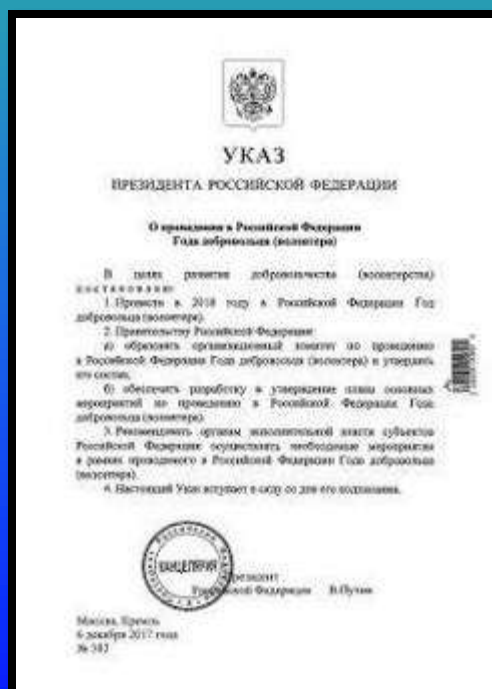 УКАЗ
ПРЕЗИДЕНТА РОССИЙСКОЙ ФЕДЕРАЦИИ
О проведении в Российской Федерации
Года добровольца (волонтера)
В целях развития добровольчества (волонтерства)
постановляю:
1. Провести в 2018 году в Российской Федерации Год
добровольца (волонтера).
2. Правительству Российской Федерации:
а) образовать организационный комитет по проведению
в Российской Федерации Года добровольца (волонтера) и утвердить
его состав;
б) обеспечить разработку и утверждение плана основных
мероприятий по проведению в Российской Федерации Года
добровольца (волонтера).
3. Рекомендовать органам исполнительной власти субъектов
Российской Федерации осуществлять необходимые мероприятия
в рамках проводимого в Российской Федерации Года добровольца
(волонтера).
4. Настоящий Указ вступает в силу со дня его подписания.
КАНЦЕЛЯРИЯ
Президент
Российской Федерации В.Путин
Москва, Кремль
6 декабря 2017 года
№ 583